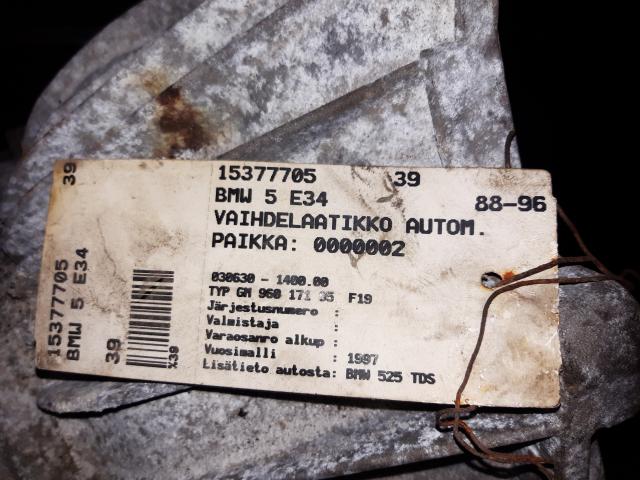 15377705 39
BMW 5 E34 88-96
VAIHDELAATIKKO AUTOM.
PAIKKA: 0000002
030630 - 1400.00
TYP GM 960 171 35 F19
Järjestusnumero :
Valmistaja :
Varaosanro alkup :
Vuosimalli : 1997
Lisätieto autosta: BMW 525 TDS
39
15377705
BMW 5 E34
39
X39